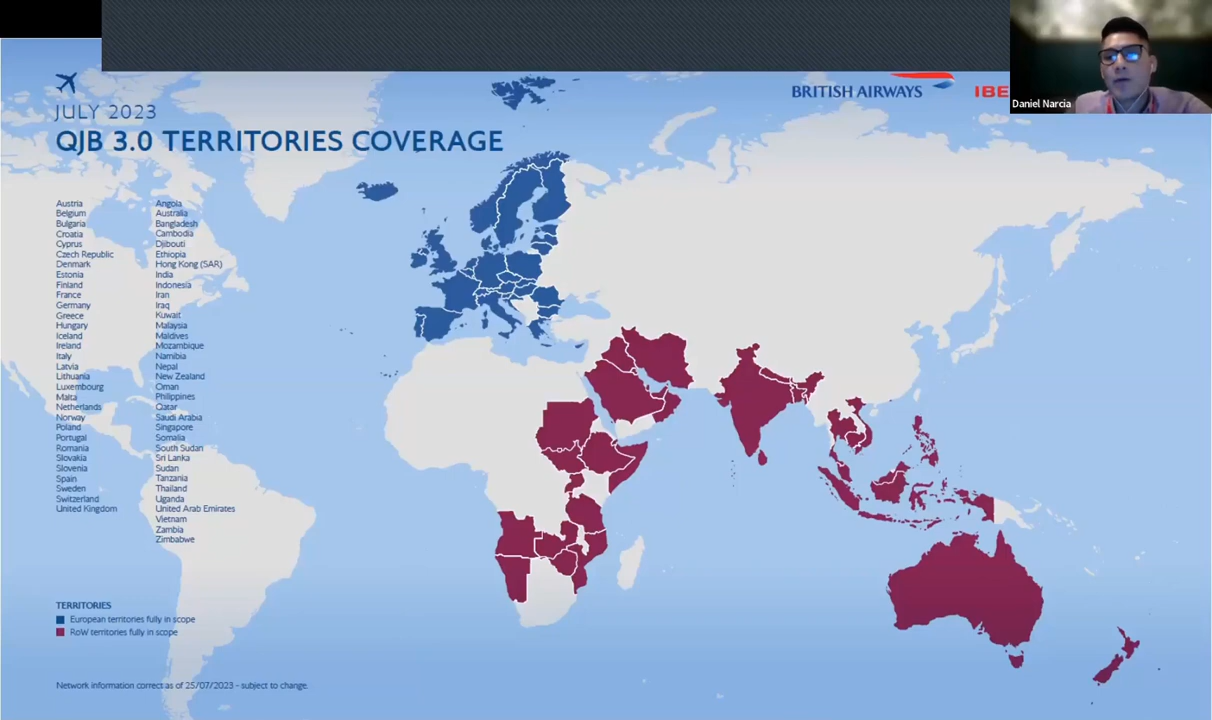 BRITISH AIRWAYS
IBE
Daniel Narcia
JULY 2023
QJB 3.0 TERRITORIES COVERAGE
Austria
Belgium
Bulgaria
Croatia
Cyprus
Czech Republic
Denmark
Estonia
Finland
France
Germany
Greece
Hungary
Iceland
Ireland
Italy
Latvia
Lithuania
Luxembourg
Malta
Netherlands
Norway
Poland
Portugal
Romania
Slovakia
Slovenia
Spain
Sweden
Switzerland
United Kingdom
Angola
Australia
Bangladesh
Cambodia
Djibouti
Ethiopia
Hong Kong (SAR)
India
Indonesia
Iran
Iraq
Kuwait
Malaysia
Maldives
Mozambique
Namibia
Nepal
New Zealand
Oman
Philippines
Qatar
Saudi Arabia
Singapore
Somalia
South Sudan
Sri Lanka
Sudan
Tanzania
Thailand
Uganda
United Arab Emirates
Vietnam
Zambia
Zimbabwe
TERRITORIES
European territories fully in scope
RoW territories fully in scope
Network information correct as of 25/07/2023 - subject to change.